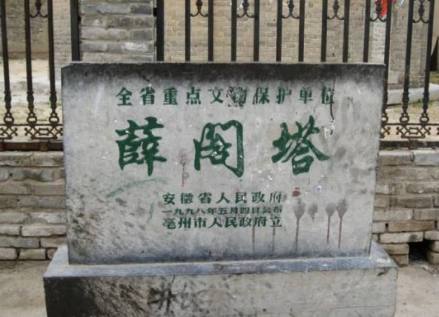 全省重点文物保护单位
薛阁塔
安徽省人民政府
一九九八年五月四日公布
亳州市人民政府立